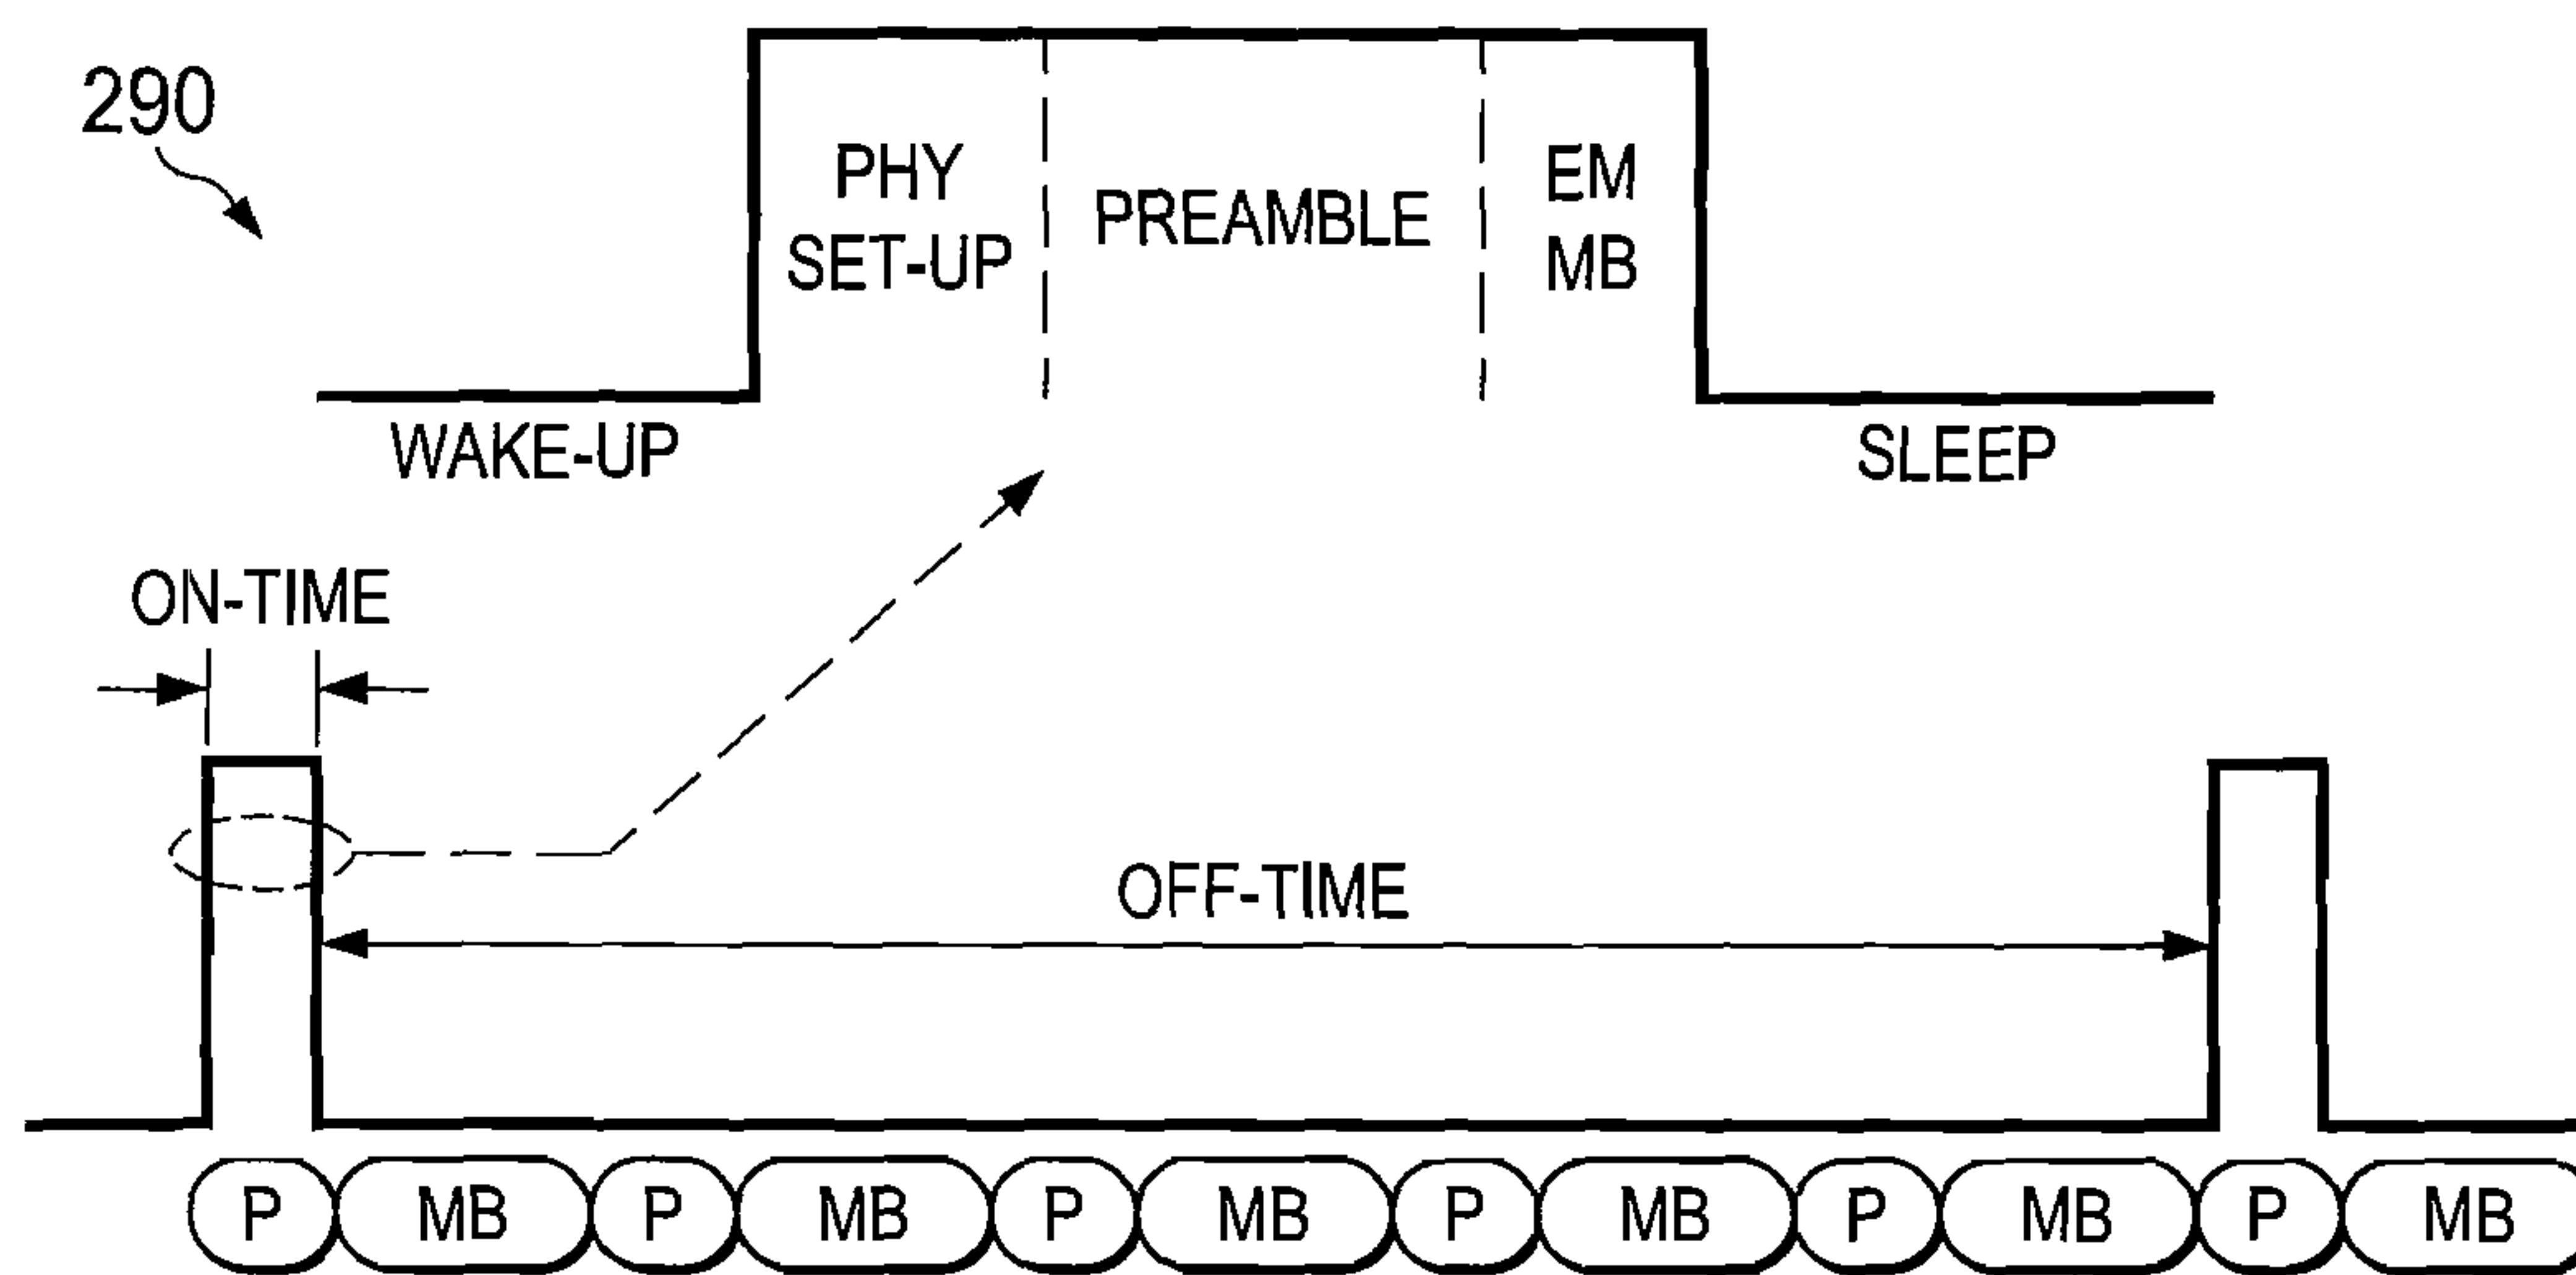 290
PHY
SET-UP
PREAMBLE
EM
MB
WAKE-UP
SLEEP
ON-TIME
OFF-TIME
P MB P MB P MB P MB P MB P MB